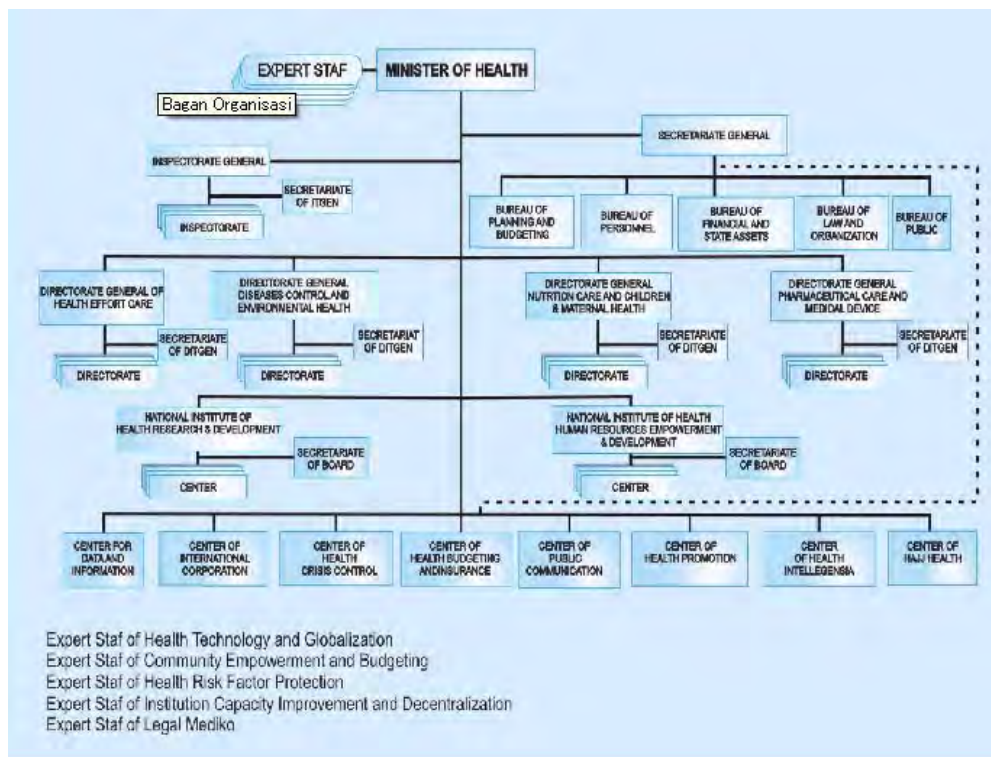 EXPERT STAF
MINISTER OF HEALTH
Bagan Organisasi
SECRETARIATE GENERAL
INSPECTORATE GENERAL
SECRETARIATE
OF ITJEN
INSPECTORATE
BUREAU OF
PLANNING AND
BUDGETING
BUREAU OF
PERSONNEL
BUREAU OF
FINANCIAL AND
STATE ASSETS
BUREAU OF
LAW AND
ORGANIZATION
BUREAU OF
PUBLIC
DIRECTORATE GENERAL OF
HEALTH EFFORT CARE
SECRETARIATE
OF DITGEN
DIRECTORATE
DIRECTORATE GENERAL
DISEASES CONTROL AND
ENVIRONMENTAL HEALTH
SECRETARIAT
OF DITGEN
DIRECTORATE
DIRECTORATE GENERAL
NUTRITION CARE AND CHILDREN
& MATERNAL HEALTH
SECRETARIATE
OF DITGEN
DIRECTORATE
DIRECTORATE GENERAL
PHARMACEUTICAL CARE AND
MEDICAL DEVICE
SECRETARIATE
OF DITGEN
DIRECTORATE
NATIONAL INSTITUTE OF
HEALTH RESEARCH & DEVELOPMENT
SECRETARIATE
OF BOARD
CENTER
NATIONAL INSTITUTE OF HEALTH
HUMAN RESOURCES EMPOWERMENT
& DEVELOPMENT
SECRETARIATE
OF BOARD
CENTER
CENTER FOR
DATA AND
INFORMATION
CENTER OF
INTERNATIONAL
CORPORATION
CENTER OF
HEALTH
CRISIS CONTROL
CENTER OF
HEALTH BUDGETING
ANDINSURANCE
CENTER OF
PUBLIC
COMMUNICATION
CENTER OF
HEALTH PROMOTION
CENTER
OF HEALTH
INTELLEGENSIA
CENTER OF
HAJJ HEALTH
Expert Staf of Health Technology and Globalization
Expert Staf of Community Empowerment and Budgeting
Expert Staf of Health Risk Factor Protection
Expert Staf of Institution Capacity Improvement and Decentralization
Expert Staf of Legal Mediko